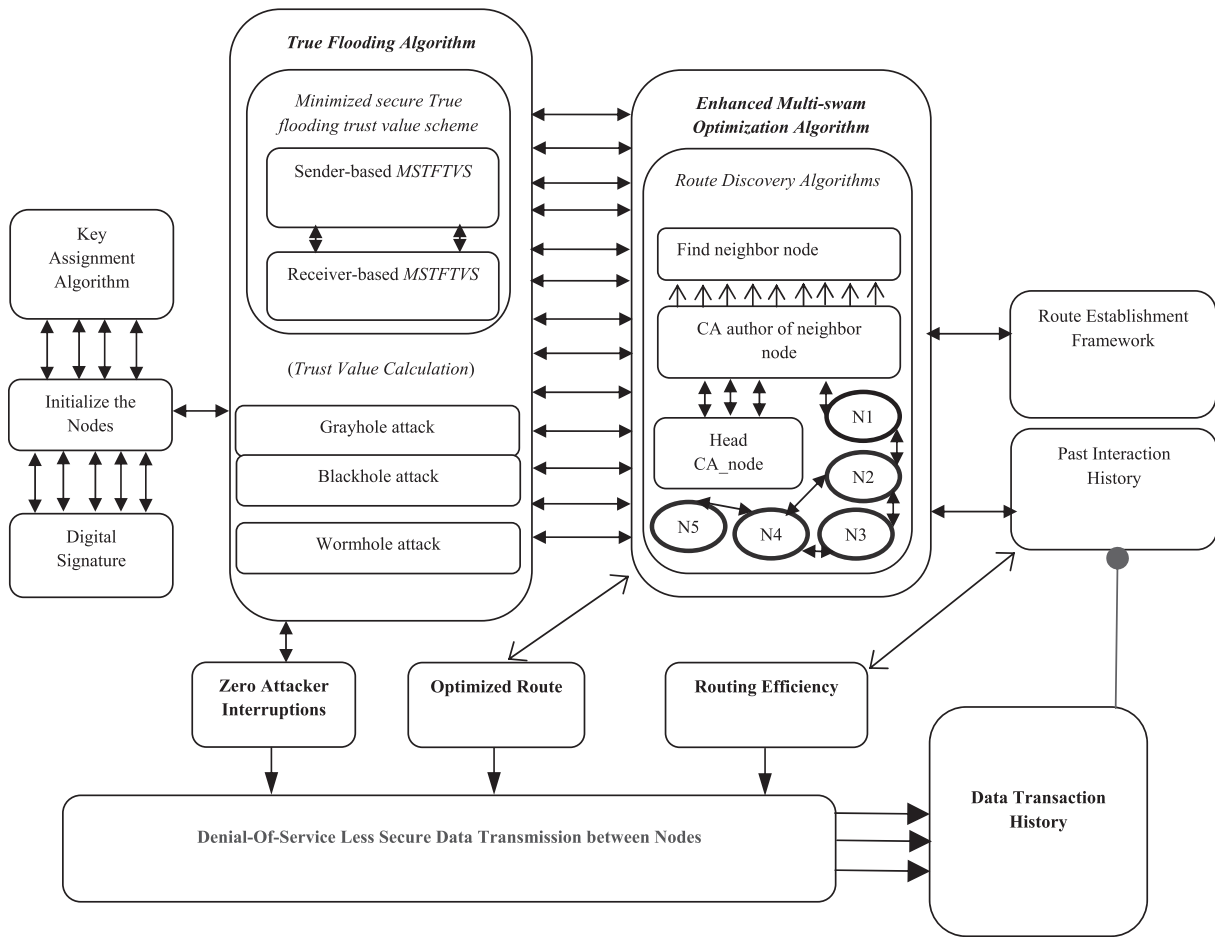 True Flooding Algorithm
Minimized secure True
flooding trust value scheme
Sender-based MSTFTVS
Receiver-based MSTFTVS
(Trust Value Calculation)
Grayhole attack
Blackhole attack
Wormhole attack
Key
Assignment
Algorithm
Initialize the
Nodes
Digital
Signature
Enhanced Multi-swam
Optimization Algorithm
Route Discovery Algorithms
Find neighbor node
CA author of neighbor
node
Head
CA_node
N1
N2
N3
N4
N5
Route Establishment
Framework
Past Interaction
History
Zero Attacker
Interruptions
Optimized Route
Routing Efficiency
Denial-Of-Service Less Secure Data Transmission between Nodes
Data Transaction
History